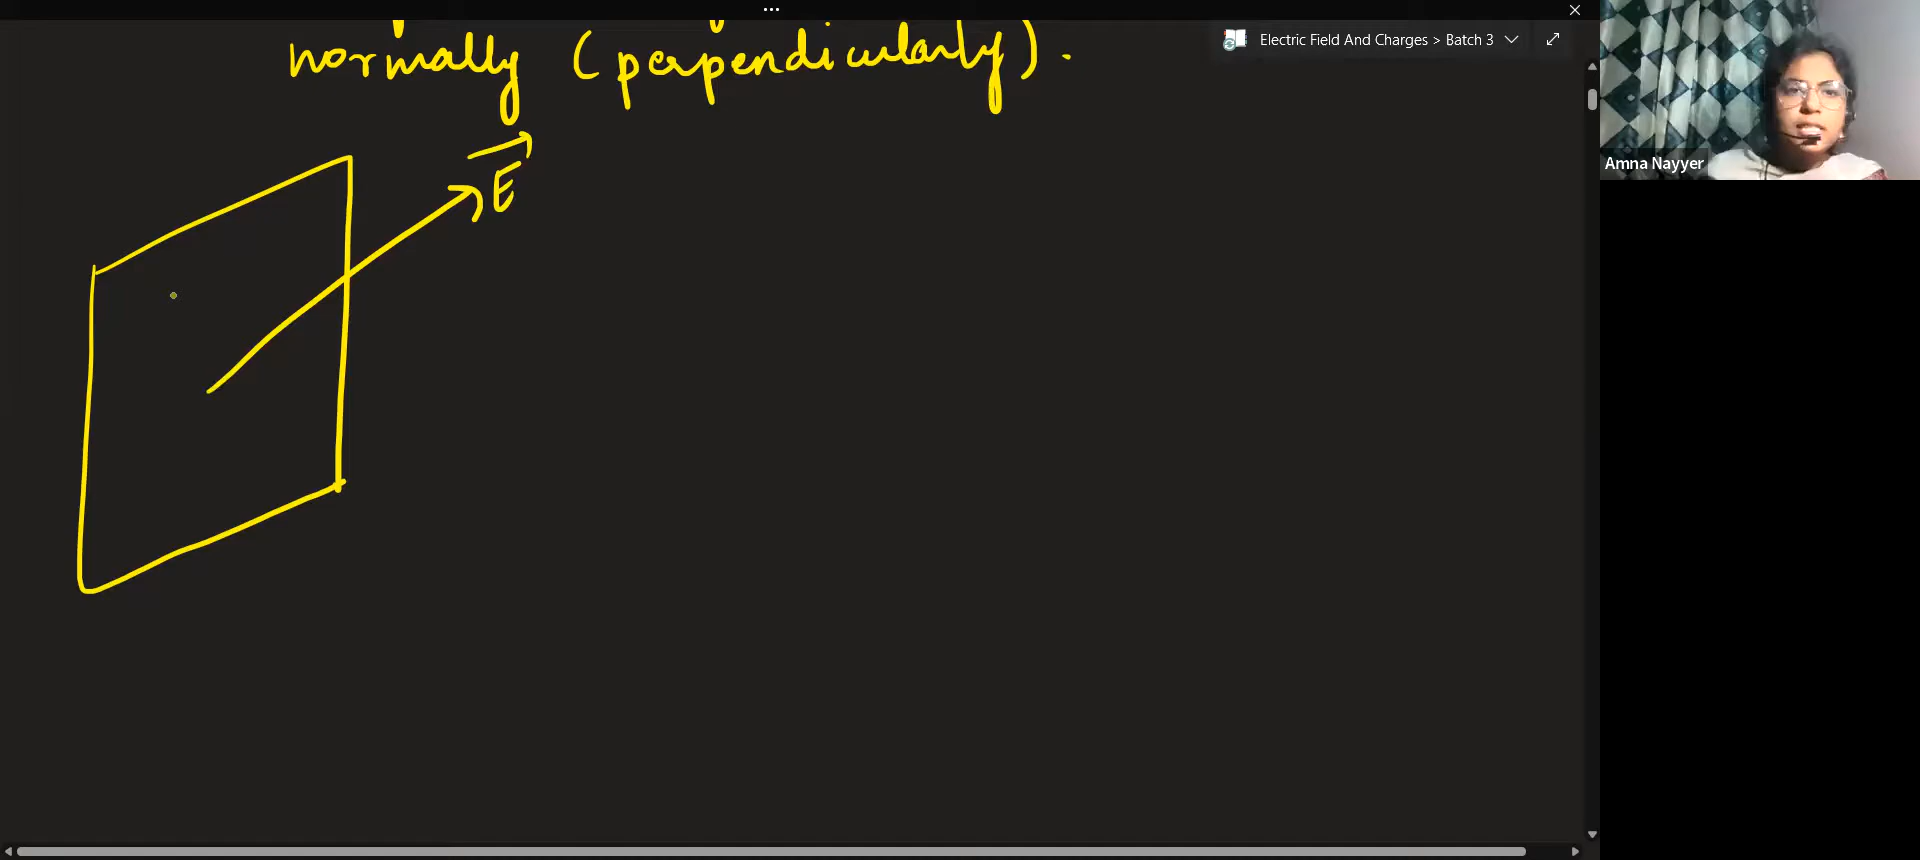 normally (perpendicularly).
Electric Field And Charges > Batch 3
Amna Nayyer
E